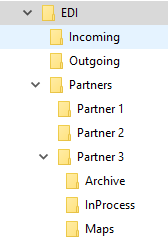 EDI
Incoming
Outgoing
Partners
Partner 1
Partner 2
Partner 3
Archive
InProcess
Maps